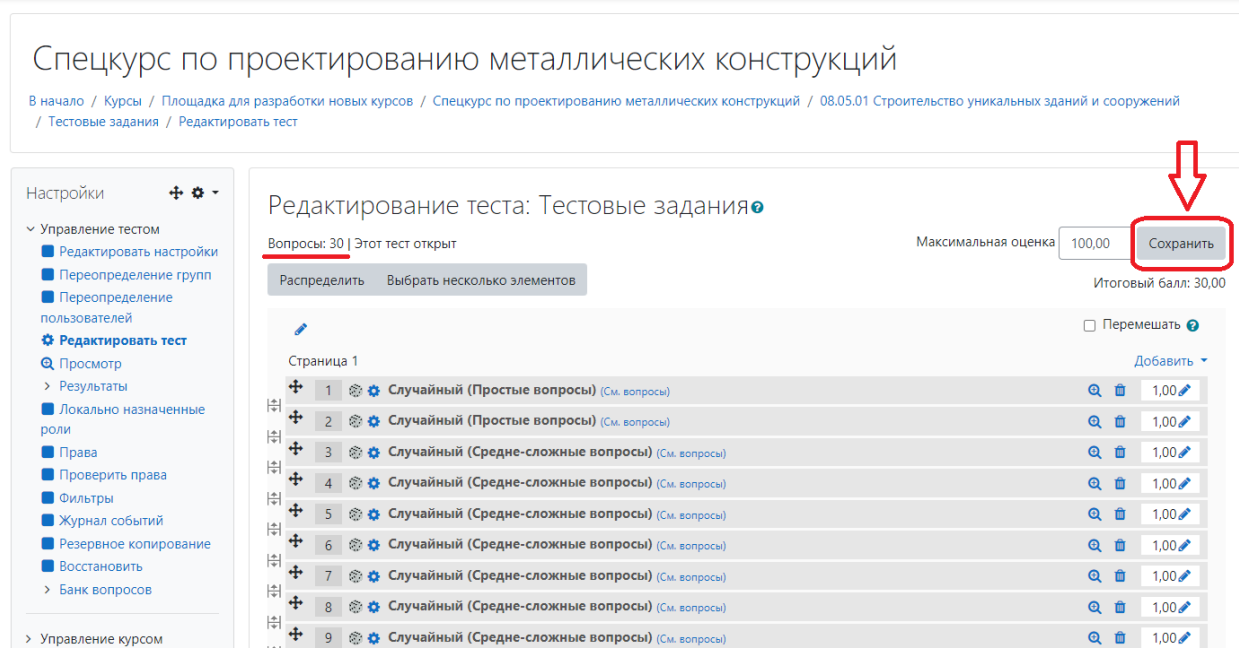 Спецкурс по проектированию металлических конструкций
В начало / Курсы / Площадка для разработки новых курсов / Спецкурс по проектированию металлических конструкций / 08.05.01 Строительство уникальных зданий и сооружений
/ Тестовые задания / Редактировать тест
Настройки
Управление тестом
Редактировать настройки
Переопределение групп
Переопределение
пользователей
Редактировать тест
Просмотр
Результаты
Локально назначенные
роли
Права
Проверить права
Фильтры
Журнал событий
Резервное копирование
Восстановить
Банк вопросов
Управление курсом
Редактирование теста: Тестовые задания
Вопросы: 30 | Этот тест открыт
Максимальная оценка 100,00 Сохранить
Распределить Выбрать несколько элементов
Итоговый балл: 30,00
Перемешать
Страница 1
Добавить
1 Случайный (Простые вопросы) (См. вопросы) 1,00
2 Случайный (Простые вопросы) (См. вопросы) 1,00
3 Случайный (Средне-сложные вопросы) (См. вопросы) 1,00
4 Случайный (Средне-сложные вопросы) (См. вопросы) 1,00
5 Случайный (Средне-сложные вопросы) (См. вопросы) 1,00
6 Случайный (Средне-сложные вопросы) (См. вопросы) 1,00
7 Случайный (Средне-сложные вопросы) (См. вопросы) 1,00
8 Случайный (Средне-сложные вопросы) (См. вопросы) 1,00
9 Случайный (Средне-сложные вопросы) (См. вопросы) 1,00